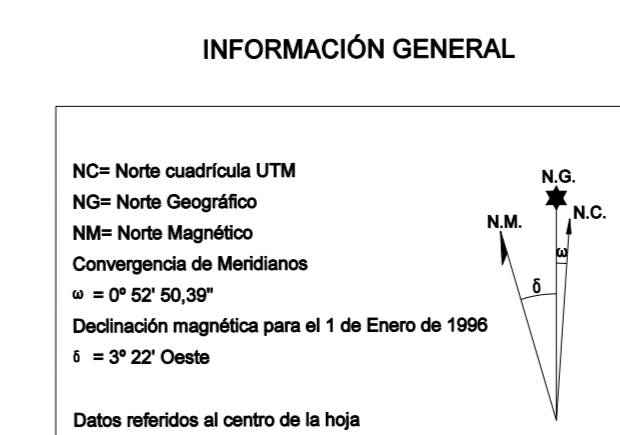 INFORMACIÓN GENERAL
NC= Norte cuadrícula UTM
NG= Norte Geográfico
NM= Norte Magnético
Convergencia de Meridianos
ω = 0º 52' 50,39"
Declinación magnética para el 1 de Enero de 1996
δ = 3º 22' Oeste
Datos referidos al centro de la hoja
N.G.
N.M.
N.C.
ω
δ